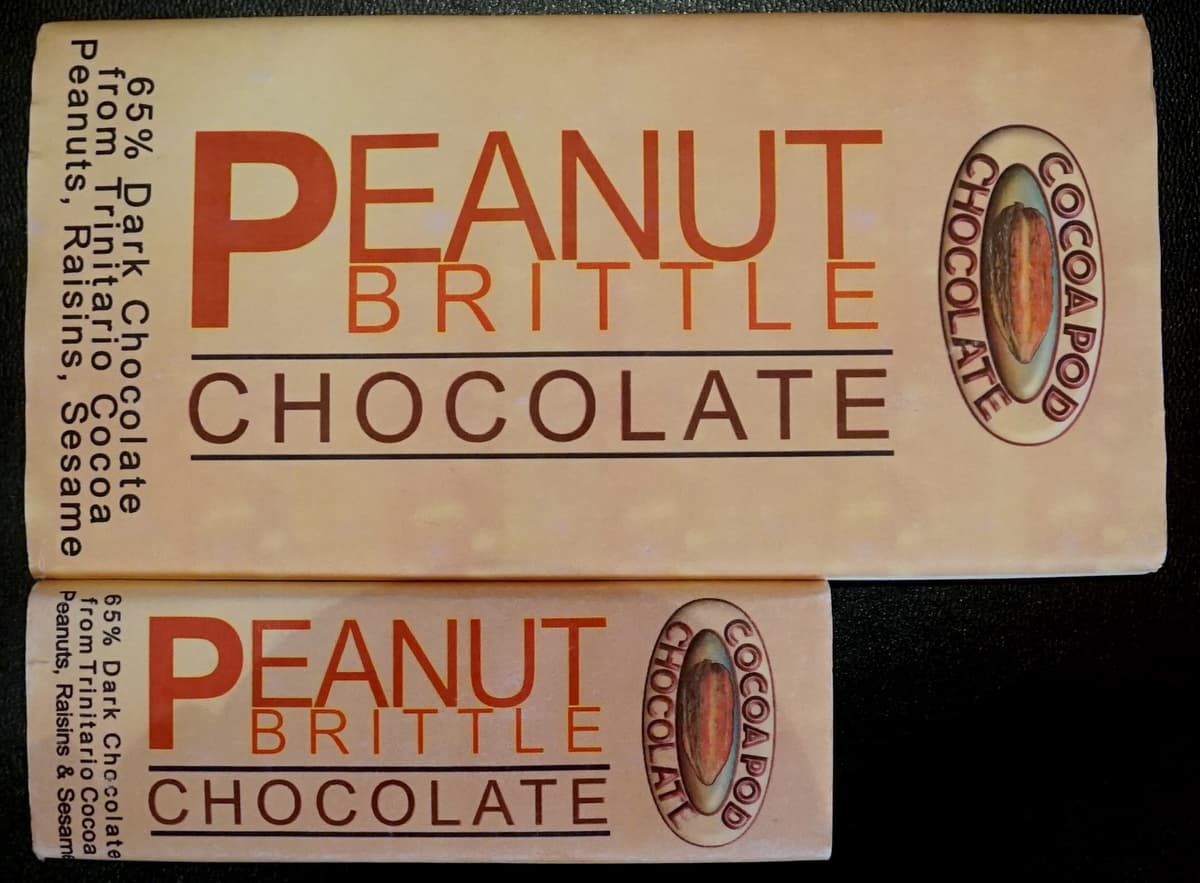 65% Dark Chocolate
from Trinitario Cocoa
Peanuts, Raisins, Sesame
PEANUT
BRITTLE
CHOCOLATE
COCOA POD
CHOCOLATE
65% Dark Chocolate
from Trinitario Cocoa
Peanuts, Raisins & Sesame
PEANUT
BRITTLE
CHOCOLATE
COCOA POD
CHOCOLATE